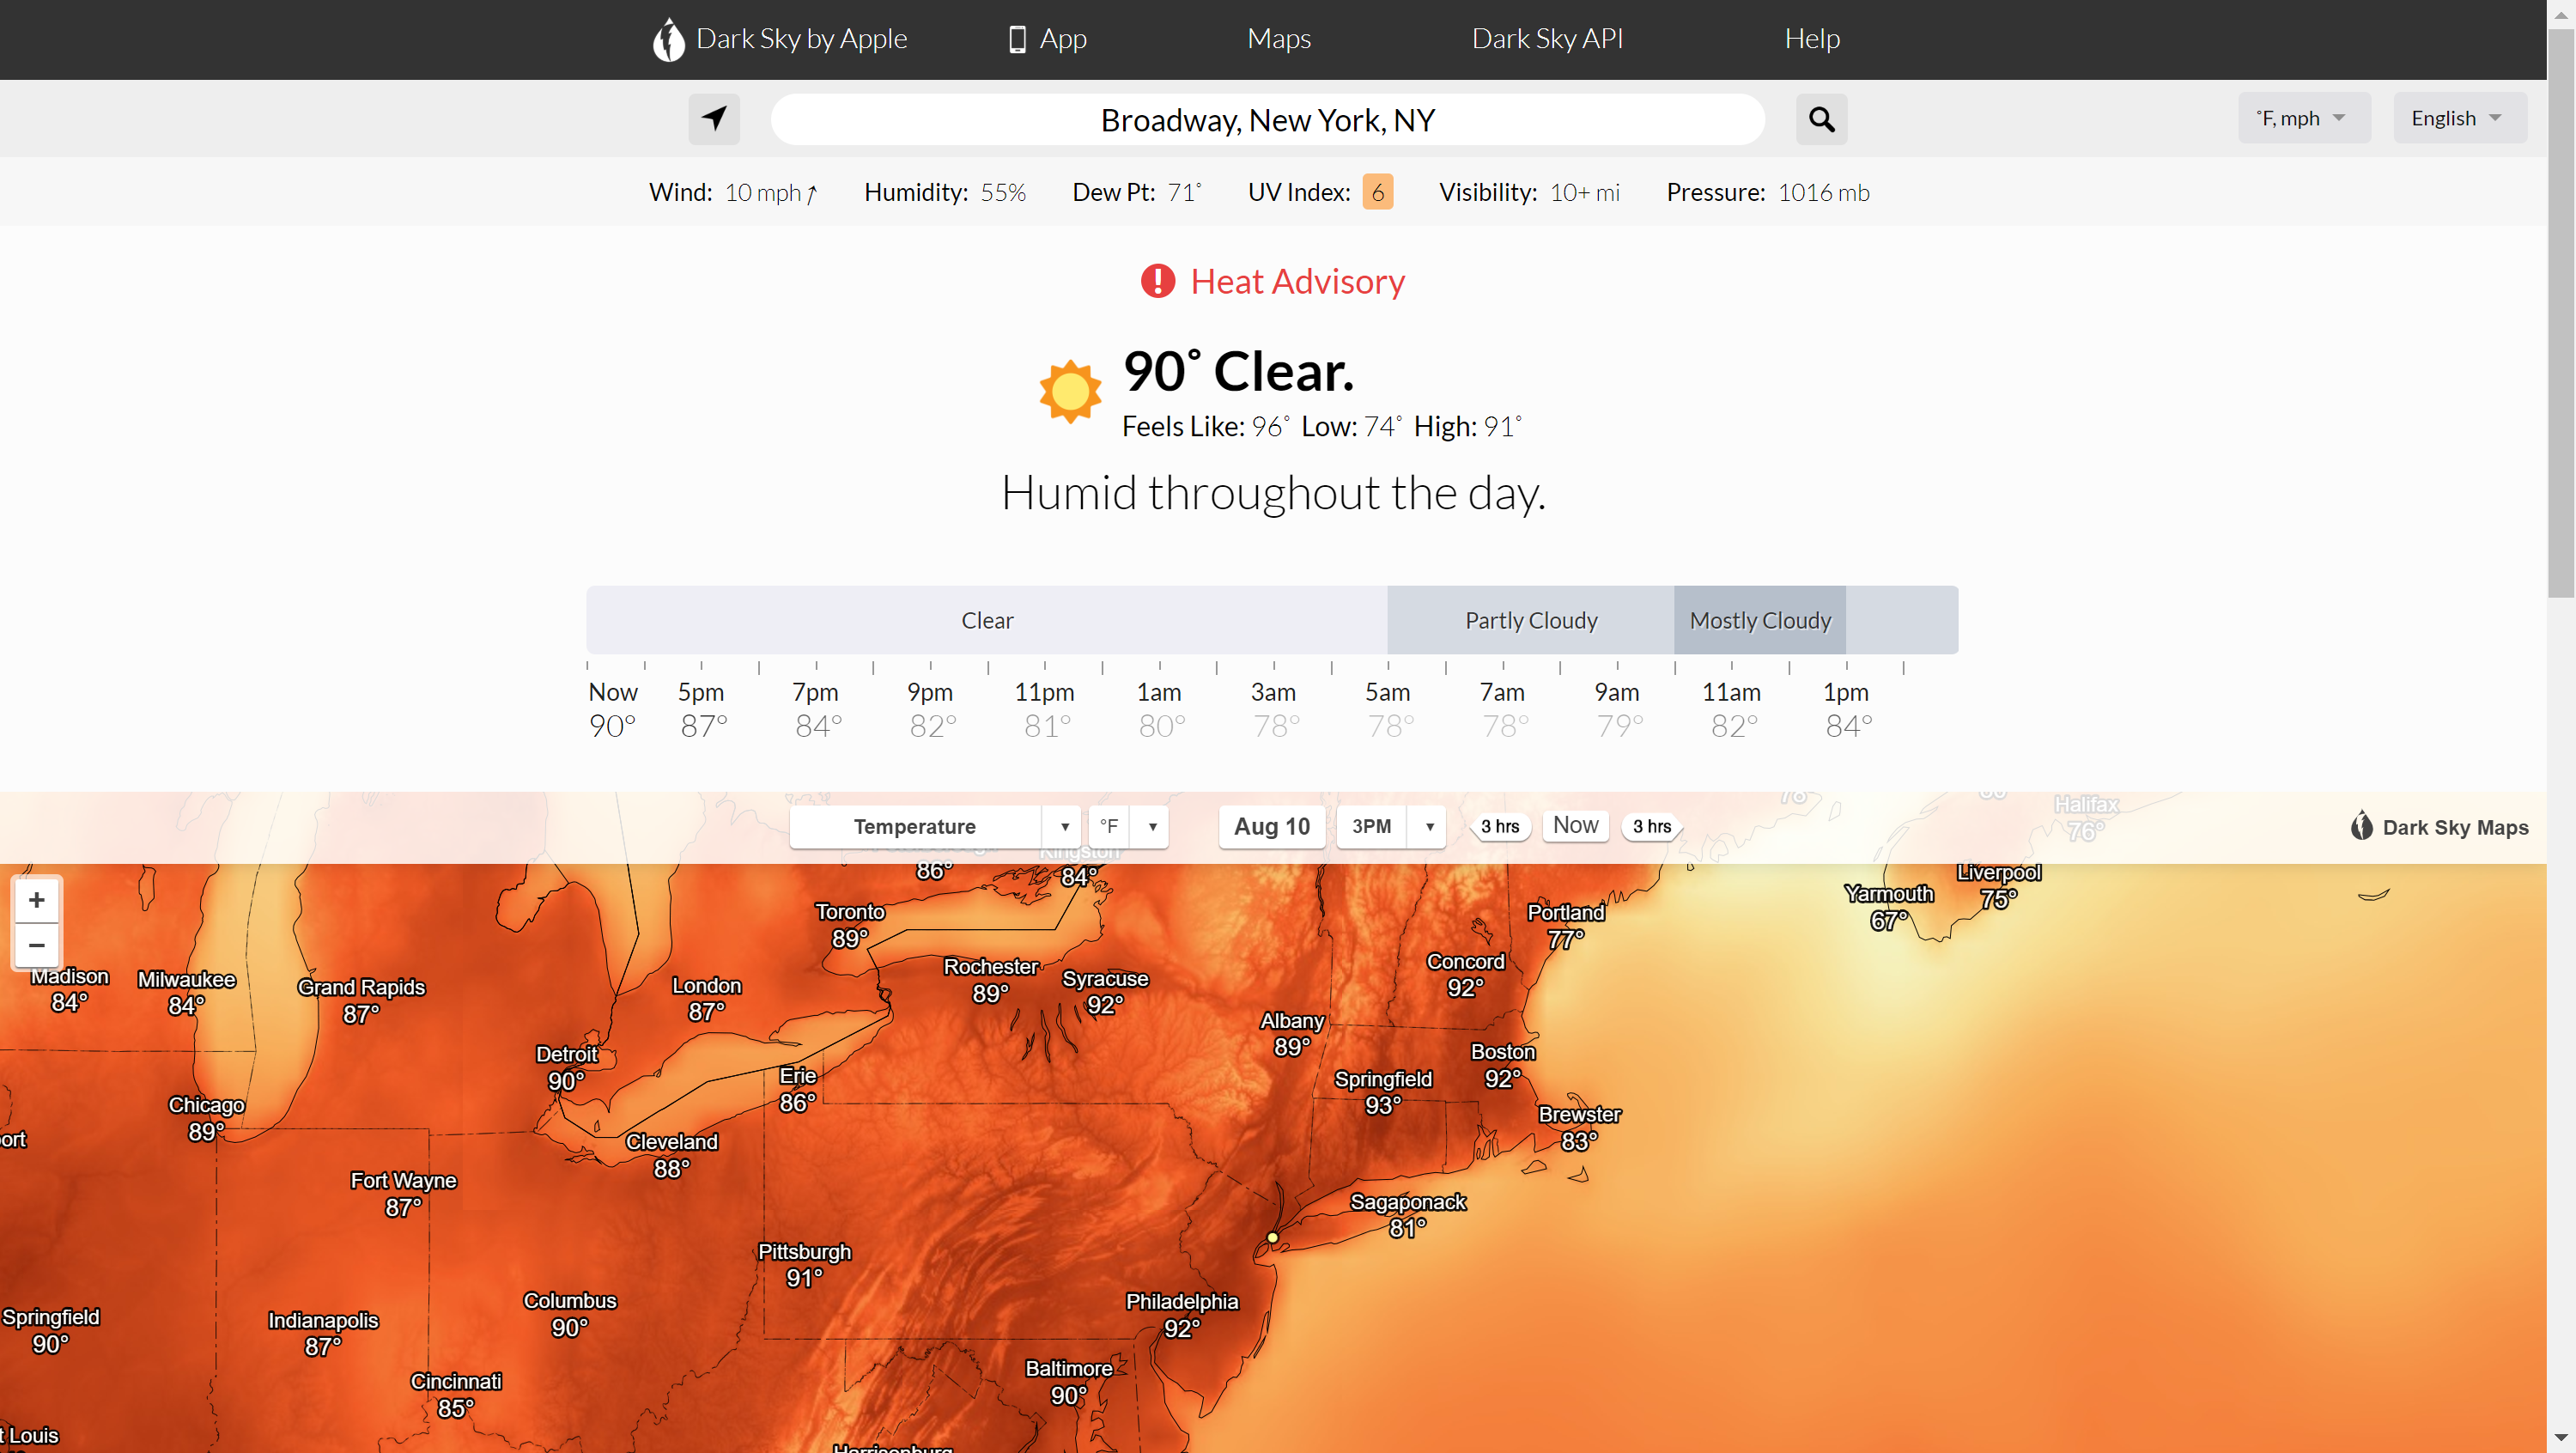 Dark Sky by Apple
App
Maps
Dark Sky API
Help
Broadway, New York, NY
˚F, mph
English
Wind: 10 mph
Humidity: 55%
Dew Pt: 71˚
UV Index: 6
Visibility: 10+ mi
Pressure: 1016 mb
Heat Advisory
90˚ Clear.
Feels Like: 96˚ Low: 74˚ High: 91˚
Humid throughout the day.
Clear
Partly Cloudy
Mostly Cloudy
Now 5pm 7pm 9pm 11pm 1am 3am 5am 7am 9am 11am 1pm
90° 87° 84° 82° 81° 80° 78° 78° 78° 79° 82° 84°
Temperature
°F
Aug 10
3PM
3 hrs
Now
3 hrs
Dark Sky Maps
Halifax
76°
+
−
86°
Kingston
84°
Liverpool
75°
Yarmouth
67°
Toronto
89°
Portland
77°
Madison
84°
Milwaukee
84°
Grand Rapids
87°
London
87°
Rochester
89°
Syracuse
92°
Concord
92°
Albany
89°
Detroit
90°
Boston
92°
Erie
86°
Springfield
93°
Chicago
89°
Brewster
83°
ort
Cleveland
88°
Fort Wayne
87°
Sagaponack
81°
Pittsburgh
91°
Columbus
90°
Philadelphia
92°
Springfield
90°
Indianapolis
87°
Baltimore
90°
Cincinnati
85°
t Louis
Harrisonburg